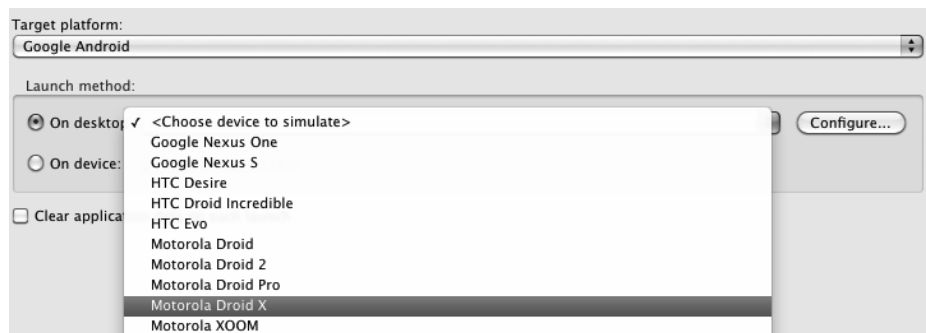 Target platform:
Google Android
Launch method:
On desktop
✓ <Choose device to simulate>
Configure...
Google Nexus One
Google Nexus S
On device:
HTC Desire
HTC Droid Incredible
Clear applica
HTC Evo
Motorola Droid
Motorola Droid 2
Motorola Droid Pro
Motorola Droid X
Motorola XOOM